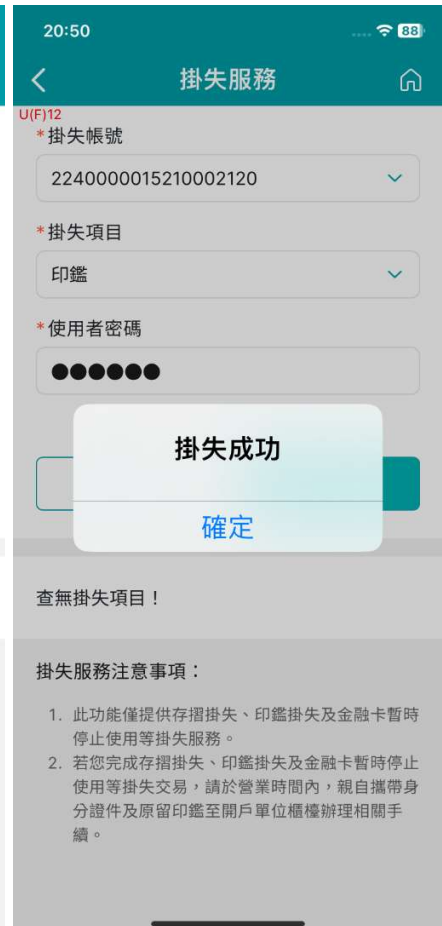 20:50
88
掛失服務
U(F)12
*掛失帳號
2240000015210002120
*掛失項目
印鑑
*使用者密碼
●●●●●●
掛失成功
確定
查無掛失項目！
掛失服務注意事項：
1. 此功能僅提供存摺掛失、印鑑掛失及金融卡暫時
停止使用等掛失服務。
2. 若您完成存摺掛失、印鑑掛失及金融卡暫時停止
使用等掛失交易，請於營業時間內，親自攜帶身
分證件及原留印鑑至開戶單位櫃檯辦理相關手
續。